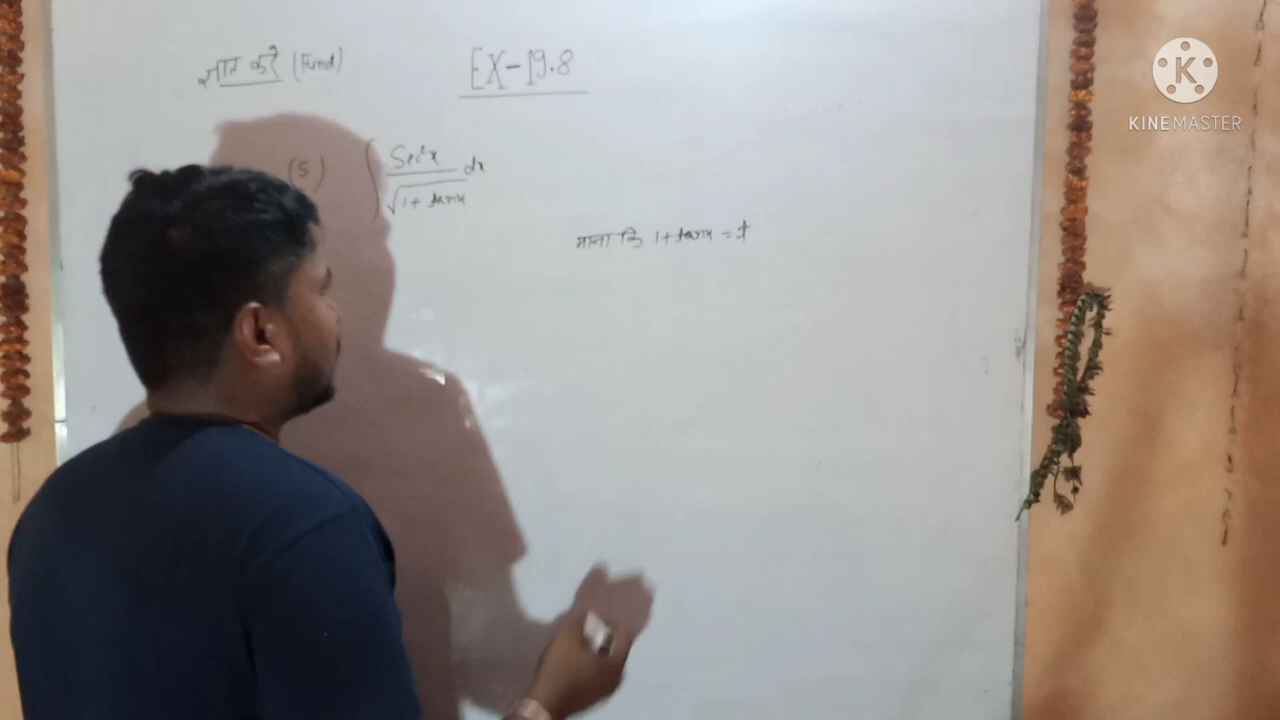 ज्ञात करें (Find) EX-19.8
(5) ∫ Sec²x / √(1 + tanx) dx
माना कि 1+tanx = t
KINEMASTER